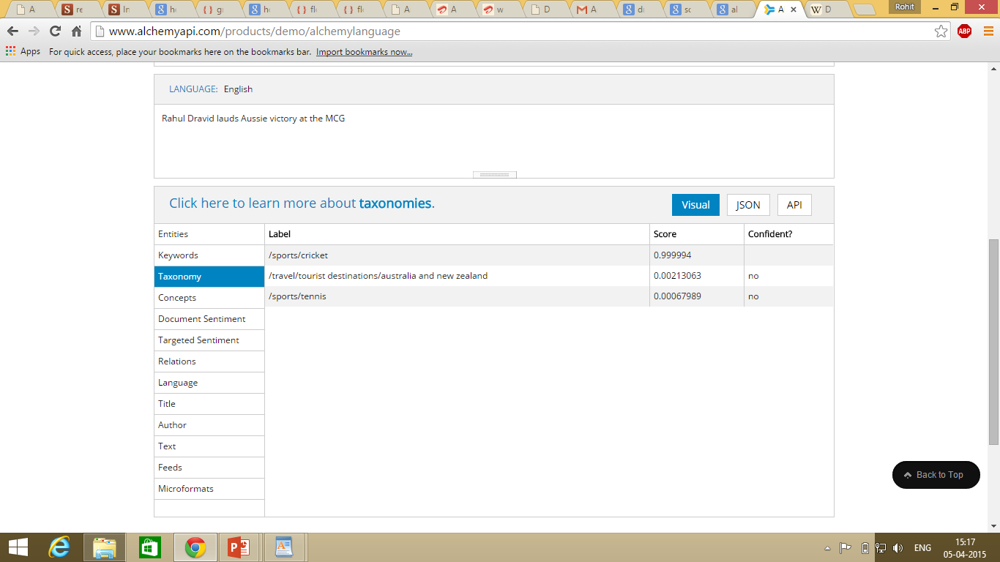 A S re S In h g h fl fl A A w D A di sc al A D Rohit
www.alchemyapi.com/products/demo/alchemylanguage ABP
Apps For quick access, place your bookmarks here on the bookmarks bar. Import bookmarks now...
LANGUAGE: English
Rahul Dravid lauds Aussie victory at the MCG
Click here to learn more about taxonomies. Visual JSON API
Entities Label Score Confident?
Keywords /sports/cricket 0.999994
Taxonomy /travel/tourist destinations/australia and new zealand 0.00213063 no
Concepts /sports/tennis 0.00067989 no
Document Sentiment
Targeted Sentiment
Relations
Language
Title
Author
Text
Feeds
Microformats
Back to Top
ENG 15:17
05-04-2015